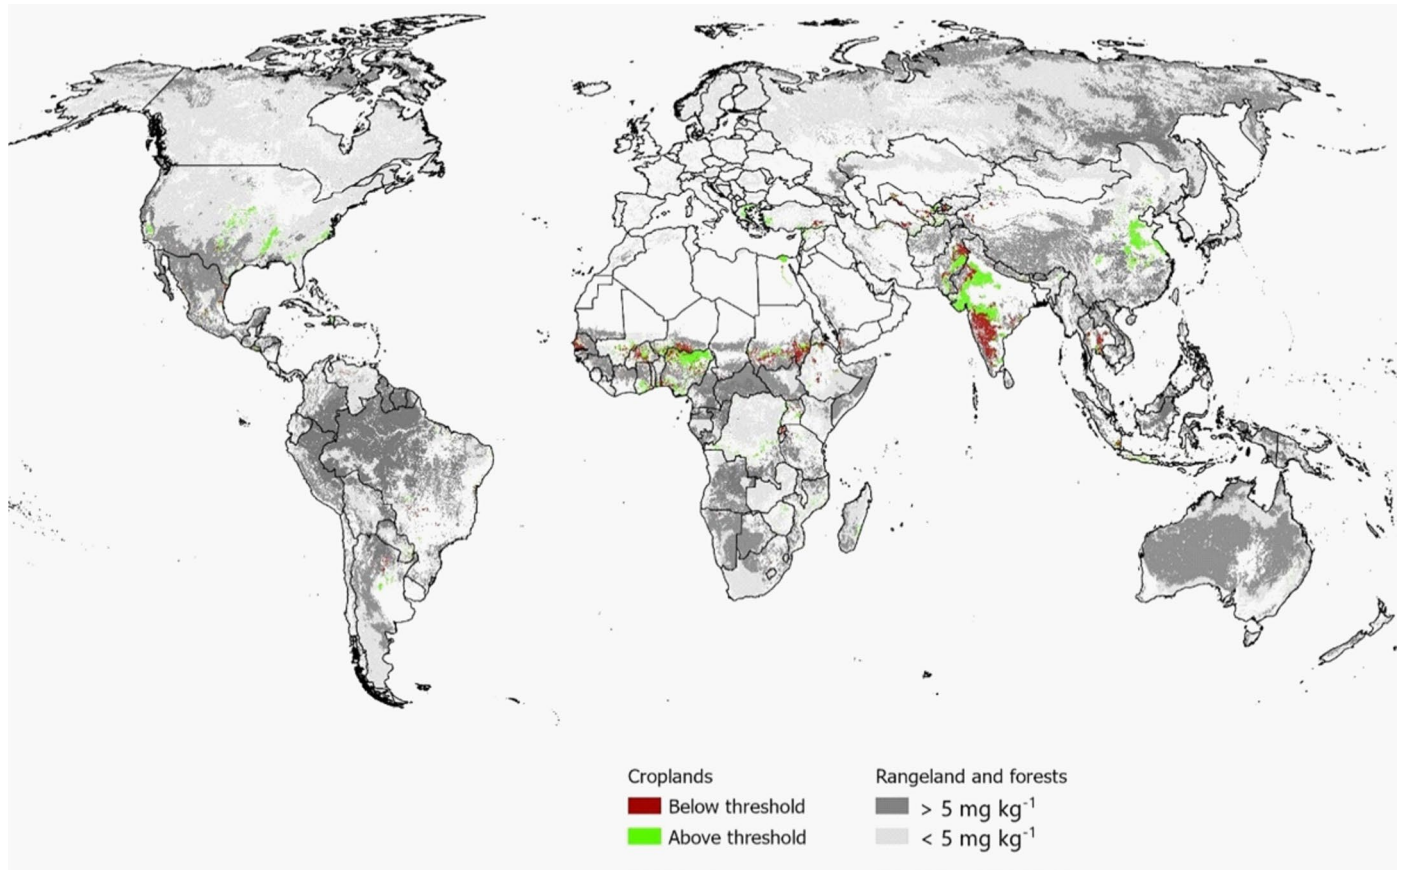 Croplands
Below threshold
Above threshold
Rangeland and forests
> 5 mg kg⁻¹
< 5 mg kg⁻¹